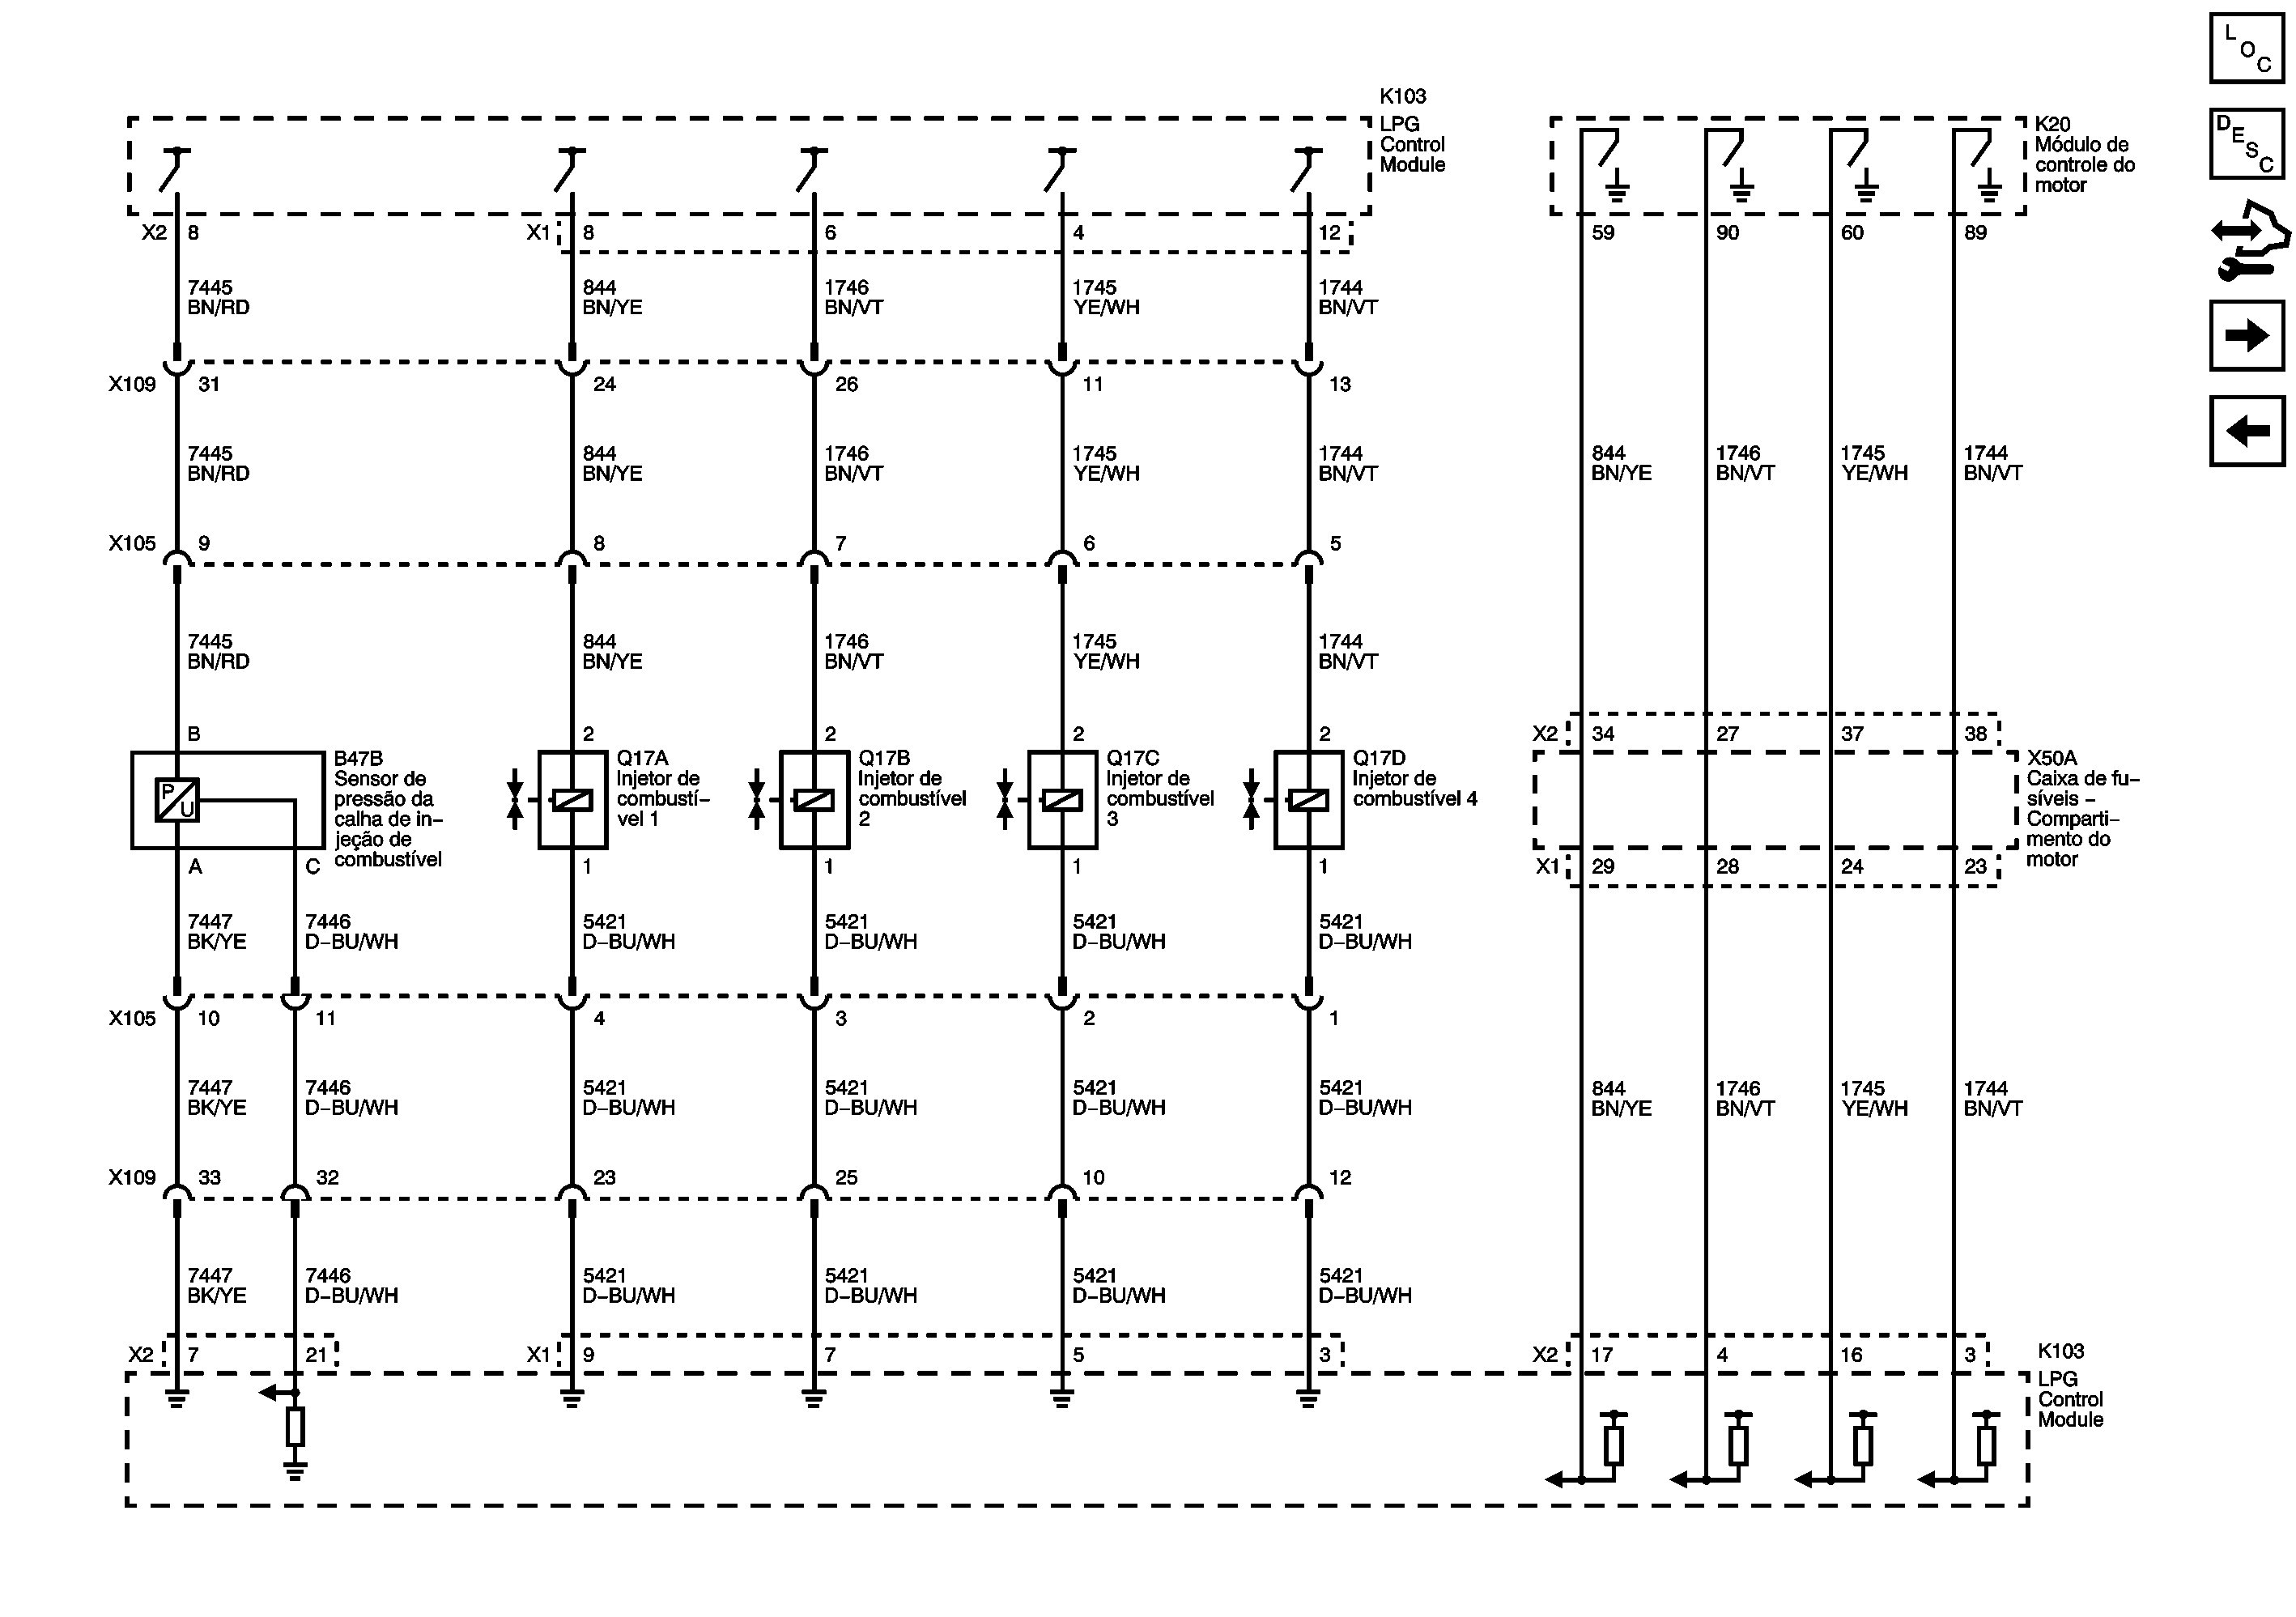 L
O
C
D
E
S
C
K103
LPG
Control
Module
K20
Módulo de
controle do
motor
X2 8 X1 8 6 4 12 59 90 60 89
7445 844 1746 1745 1744
BN/RD BN/YE BN/VT YE/WH BN/VT
X109 31 24 26 11 13
7445 844 1746 1745 1744 844 1746 1745 1744
BN/RD BN/YE BN/VT YE/WH BN/VT BN/YE BN/VT YE/WH BN/VT
X105 9 8 7 6 5
7445 844 1746 1745 1744
BN/RD BN/YE BN/VT YE/WH BN/VT
B 2 2 2 2 X2 34 27 37 38
P
U
B47B
Sensor de
pressão da
calha de in–
jeção de
combustível
Q17A
Injetor de
combustí–
vel 1
Q17B
Injetor de
combustível
2
Q17C
Injetor de
combustível
3
Q17D
Injetor de
combustível 4
X50A
Caixa de fu–
síveis –
Comparti–
mento do
motor
A C 1 1 1 1 X1 29 28 24 23
7447 7446 5421 5421 5421 5421
BK/YE D–BU/WH D–BU/WH D–BU/WH D–BU/WH D–BU/WH
X105 10 11 4 3 2 1
7447 7446 5421 5421 5421 5421 844 1746 1745 1744
BK/YE D–BU/WH D–BU/WH D–BU/WH D–BU/WH D–BU/WH BN/YE BN/VT YE/WH BN/VT
X109 33 32 23 25 10 12
7447 7446 5421 5421 5421 5421
BK/YE D–BU/WH D–BU/WH D–BU/WH D–BU/WH D–BU/WH
X2 7 21 X1 9 7 5 3 X2 17 4 16 3
K103
LPG
Control
Module